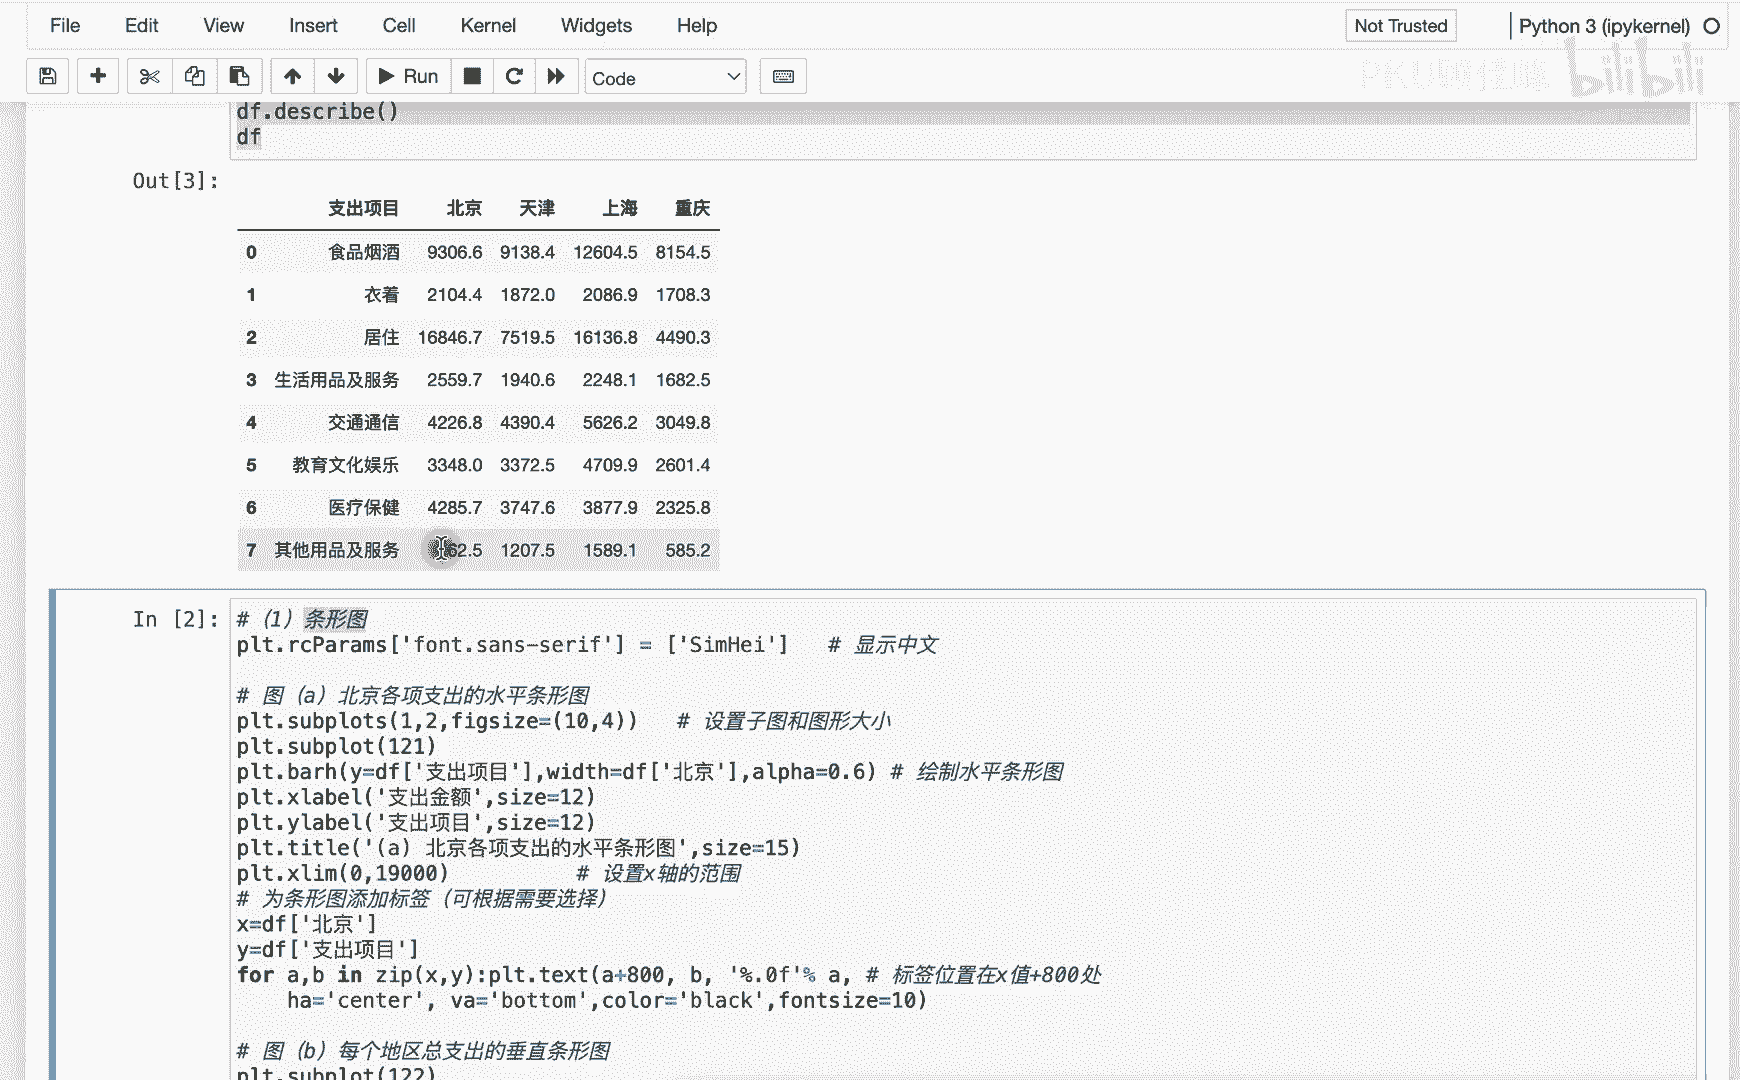 File Edit View Insert Cell Kernel Widgets Help Not Trusted Python 3 (ipykernel)
Run Code
bilibili
df.describe()
df
Out[3]:
支出项目 北京 天津 上海 重庆
0 食品烟酒 9306.6 9138.4 12604.5 8154.5
1 衣着 2104.4 1872.0 2086.9 1708.3
2 居住 16846.7 7519.5 16136.8 4490.3
3 生活用品及服务 2559.7 1940.6 2248.1 1682.5
4 交通通信 4226.8 4390.4 5626.2 3049.8
5 教育文化娱乐 3348.0 3372.5 4709.9 2601.4
6 医疗保健 4285.7 3747.6 3877.9 2325.8
7 其他用品及服务 62.5 1207.5 1589.1 585.2
In [2]: # (1) 条形图
plt.rcParams['font.sans-serif'] = ['SimHei'] # 显示中文
# 图 (a) 北京各项支出的水平条形图
plt.subplots(1,2,figsize=(10,4)) # 设置子图和图形大小
plt.subplot(121)
plt.barh(y=df['支出项目'],width=df['北京'],alpha=0.6) # 绘制水平条形图
plt.xlabel('支出金额',size=12)
plt.ylabel('支出项目',size=12)
plt.title('(a) 北京各项支出的水平条形图',size=15)
plt.xlim(0,19000) # 设置x轴的范围
# 为条形图添加标签（可根据需要选择）
x=df['北京']
y=df['支出项目']
for a,b in zip(x,y):plt.text(a+800, b, '%.0f'% a, # 标签位置在x值+800处
ha='center', va='bottom',color='black',fontsize=10)
# 图 (b) 每个地区总支出的垂直条形图
plt.subplot(122)